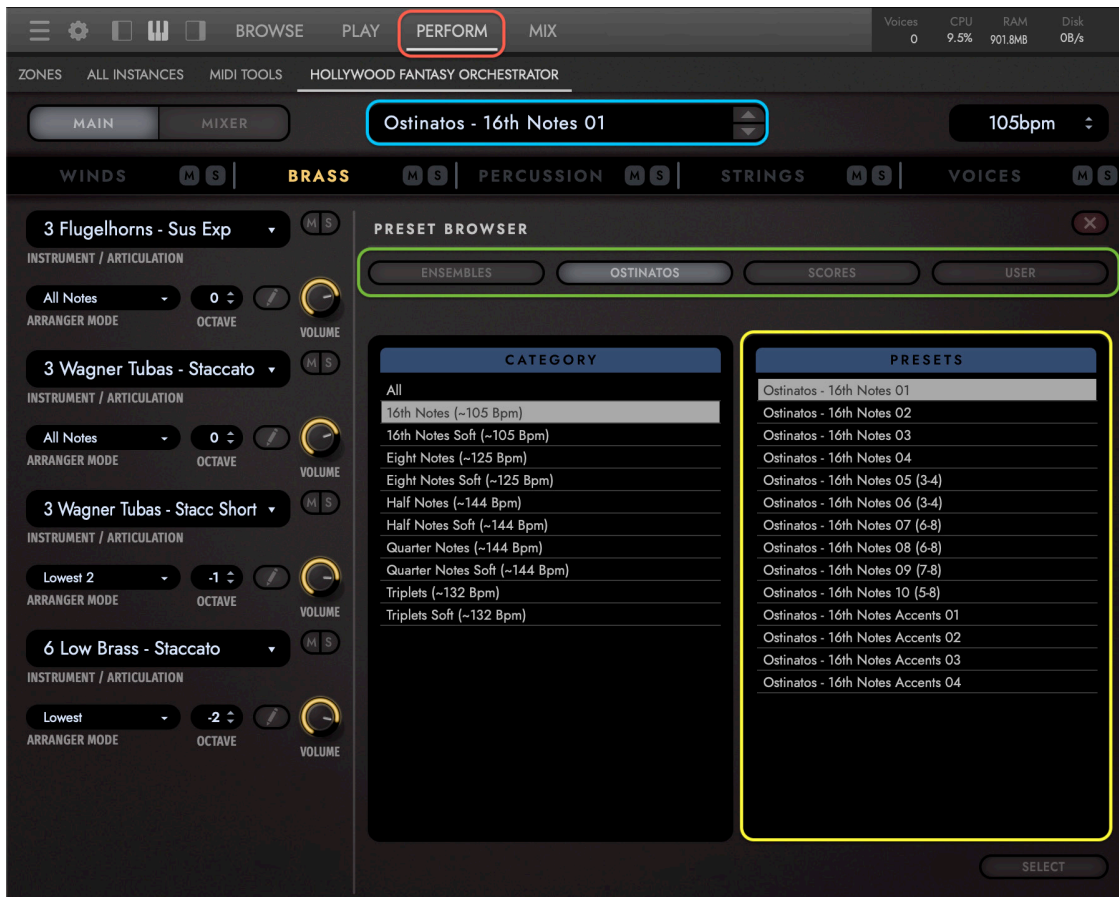 BROWSE PLAY PERFORM MIX Voices CPU RAM Disk
0 9.5% 901.8MB 0B/s
ZONES ALL INSTANCES MIDI TOOLS HOLLYWOOD FANTASY ORCHESTRATOR
MAIN MIXER Ostinatos - 16th Notes 01 105bpm
WINDS M S BRASS M S PERCUSSION M S STRINGS M S VOICES M S
3 Flugelhorns - Sus Exp M S
INSTRUMENT / ARTICULATION
All Notes 0
ARRANGER MODE OCTAVE VOLUME
3 Wagner Tubas - Staccato M S
INSTRUMENT / ARTICULATION
All Notes 0
ARRANGER MODE OCTAVE VOLUME
3 Wagner Tubas - Stacc Short M S
INSTRUMENT / ARTICULATION
Lowest 2 -1
ARRANGER MODE OCTAVE VOLUME
6 Low Brass - Staccato M S
INSTRUMENT / ARTICULATION
Lowest -2
ARRANGER MODE OCTAVE VOLUME
PRESET BROWSER
ENSEMBLES OSTINATOS SCORES USER
CATEGORY
All
16th Notes (~105 Bpm)
16th Notes Soft (~105 Bpm)
Eight Notes (~125 Bpm)
Eight Notes Soft (~125 Bpm)
Half Notes (~144 Bpm)
Half Notes Soft (~144 Bpm)
Quarter Notes (~144 Bpm)
Quarter Notes Soft (~144 Bpm)
Triplets (~132 Bpm)
Triplets Soft (~132 Bpm)
PRESETS
Ostinatos - 16th Notes 01
Ostinatos - 16th Notes 02
Ostinatos - 16th Notes 03
Ostinatos - 16th Notes 04
Ostinatos - 16th Notes 05 (3-4)
Ostinatos - 16th Notes 06 (3-4)
Ostinatos - 16th Notes 07 (6-8)
Ostinatos - 16th Notes 08 (6-8)
Ostinatos - 16th Notes 09 (7-8)
Ostinatos - 16th Notes 10 (5-8)
Ostinatos - 16th Notes Accents 01
Ostinatos - 16th Notes Accents 02
Ostinatos - 16th Notes Accents 03
Ostinatos - 16th Notes Accents 04
SELECT